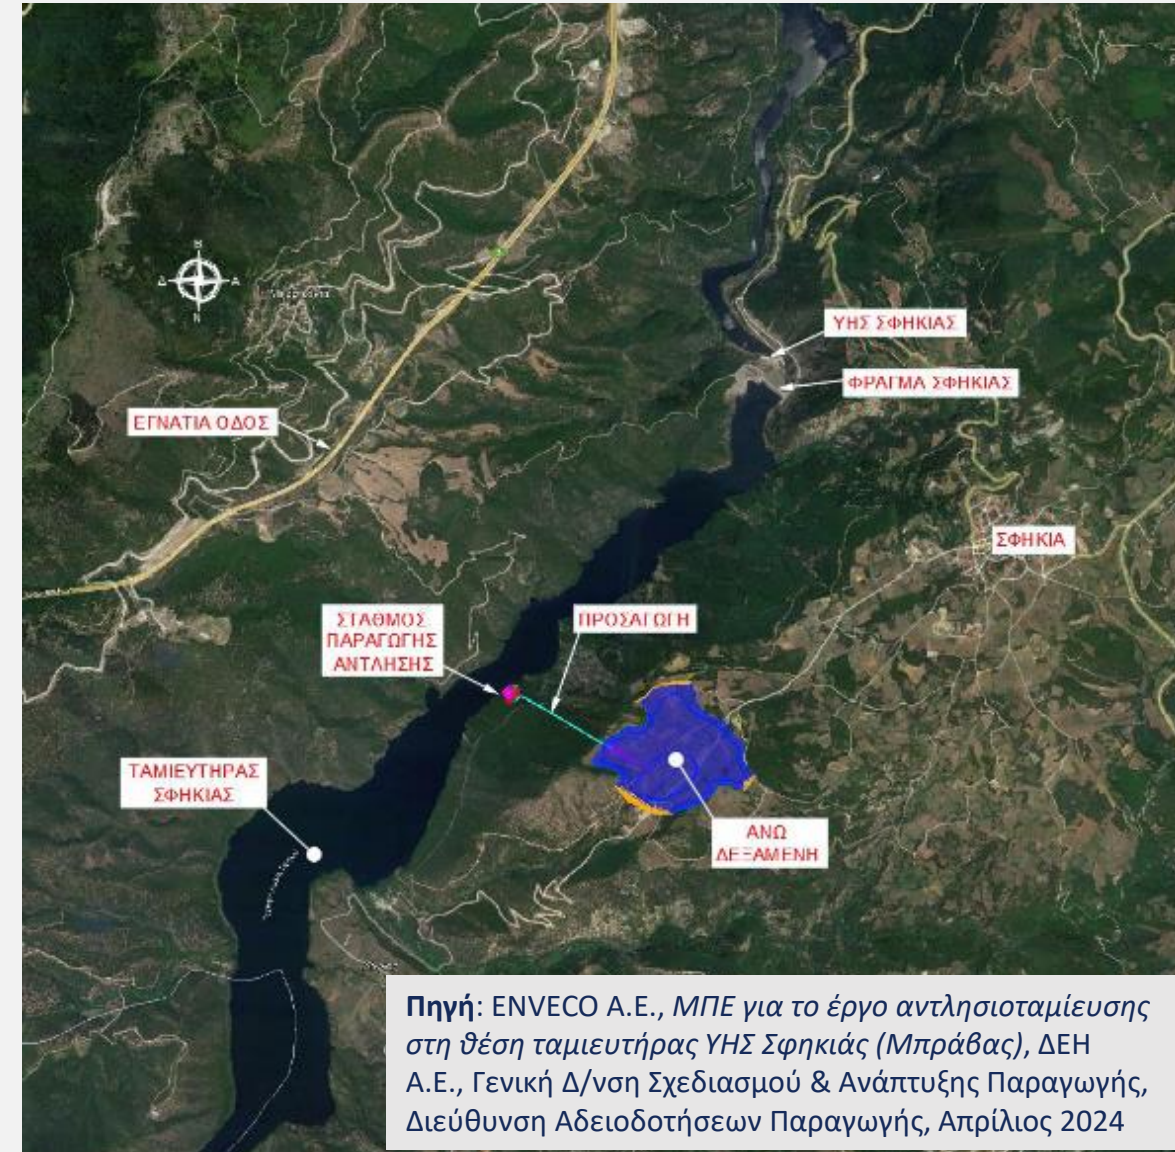 Β
Δ
Α
Ν
ΥΗΣ ΣΦΗΚΙΑΣ
ΦΡΑΓΜΑ ΣΦΗΚΙΑΣ
ΕΓΝΑΤΙΑ ΟΔΟΣ
ΣΦΗΚΙΑ
ΣΤΑΘΜΟΣ
ΠΑΡΑΓΩΓΗΣ
ΑΝΤΛΗΣΗΣ
ΠΡΟΣΑΓΩΓΗ
ΤΑΜΙΕΥΤΗΡΑΣ
ΣΦΗΚΙΑΣ
ΑΝΩ
ΔΕΞΑΜΕΝΗ
Πηγή: ENVECO Α.Ε., ΜΠΕ για το έργο αντλησιοταμίευσης
στη θέση ταμιευτήρας ΥΗΣ Σφηκιάς (Μπράβας), ΔΕΗ
Α.Ε., Γενική Δ/νση Σχεδιασμού & Ανάπτυξης Παραγωγής,
Διεύθυνση Αδειοδοτήσεων Παραγωγής, Απρίλιος 2024